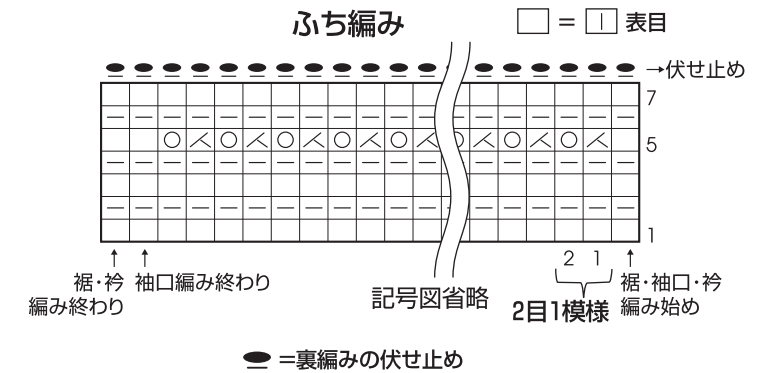 ふち編み
□ = ｜ 表目
→伏せ止め
7
5
1
2 1
裾・衿
編み終わり
袖口編み終わり
記号図省略
2目1模様
裾・袖口・衿
編み始め
=裏編みの伏せ止め